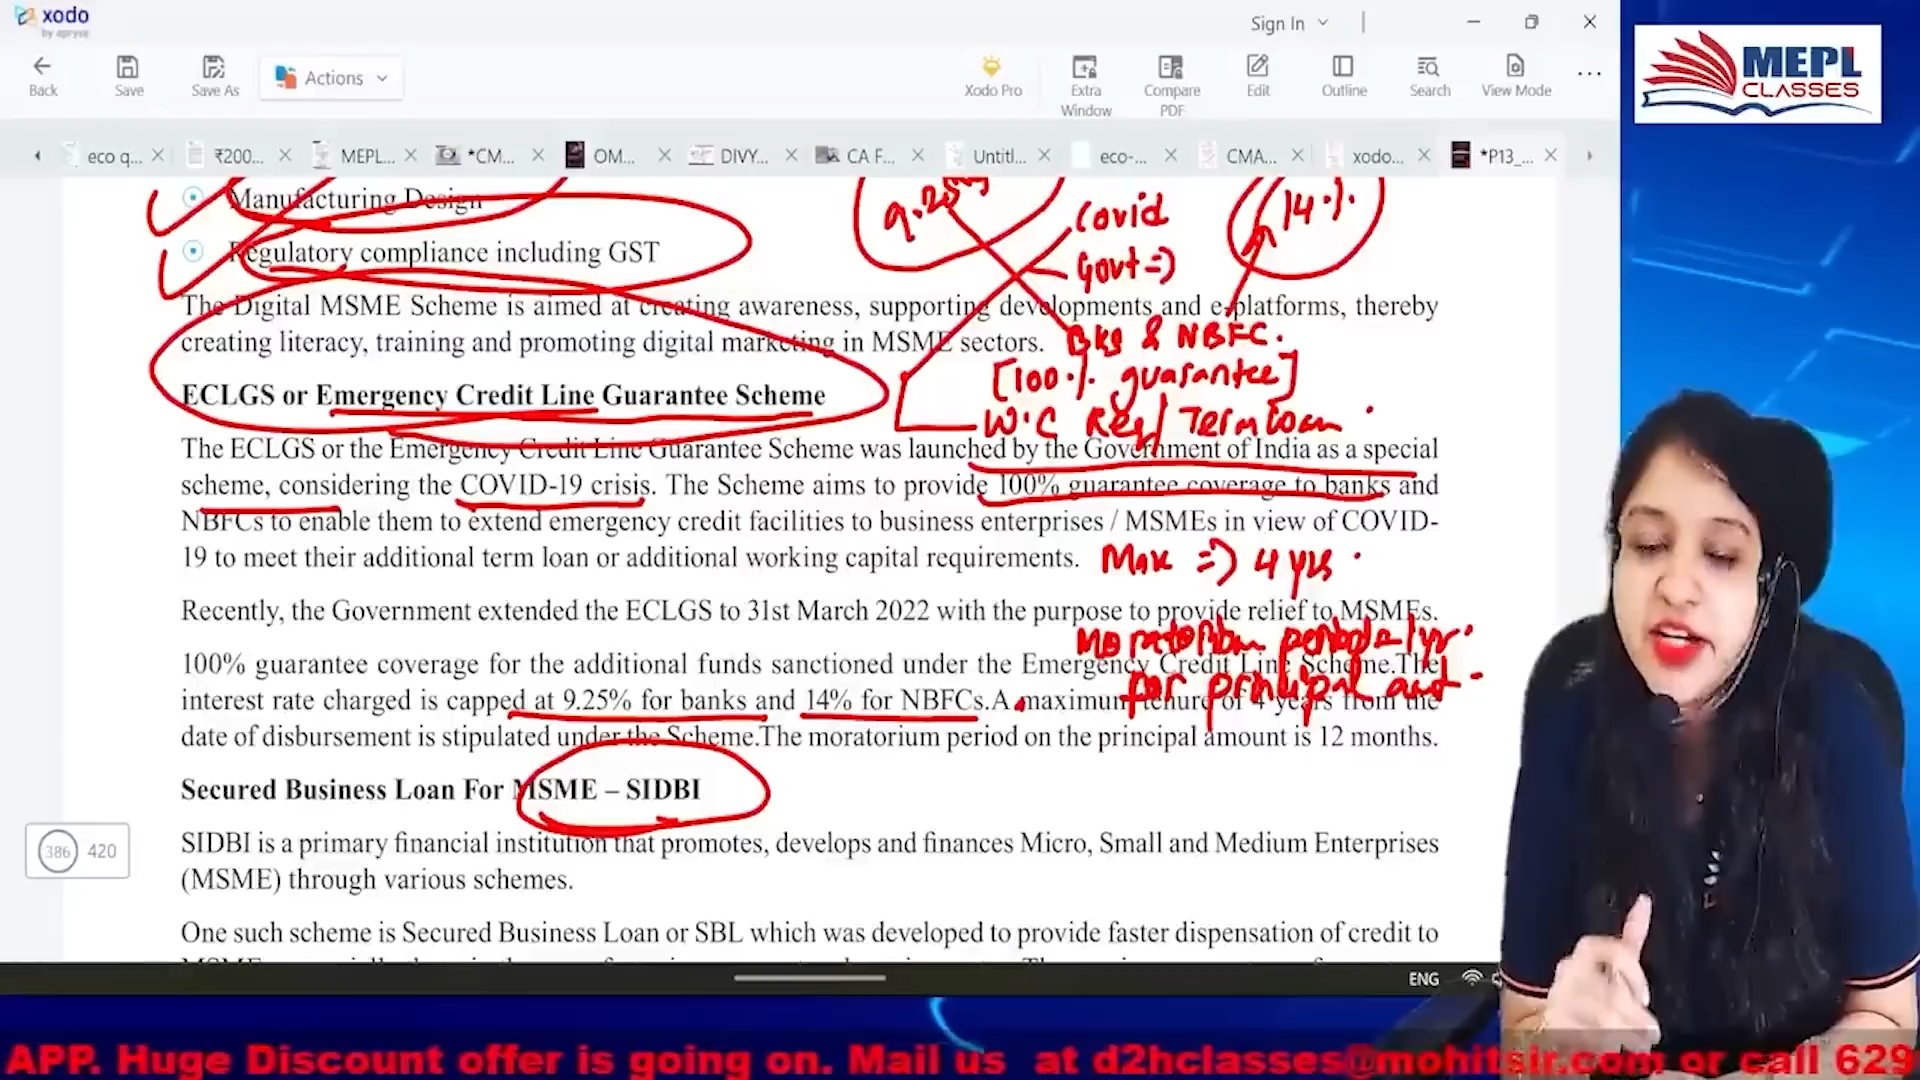 xodo
by apryse
Sign In
Back
Save
Save As
Actions
Xodo Pro
Extra Window
Compare PDF
Edit
Outline
Search
View Mode
eco q...
₹200...
MEPL...
*CM...
OM...
DIVY...
CA F...
Untitl...
eco-...
CMA...
xodo...
*P13_...
MEPL
CLASSES
Manufacturing Design
Regulatory compliance including GST
14%.
Covid
Govt =>
The Digital MSME Scheme is aimed at creating awareness, supporting developments and e-platforms, thereby
creating literacy, training and promoting digital marketing in MSME sectors.
Bks & NBFC.
[100% guarantee]
W.C Req/ Term loan
ECLGS or Emergency Credit Line Guarantee Scheme
The ECLGS or the Emergency Credit Line Guarantee Scheme was launched by the Government of India as a special
scheme, considering the COVID-19 crisis. The Scheme aims to provide 100% guarantee coverage to banks and
NBFCs to enable them to extend emergency credit facilities to business enterprises / MSMEs in view of COVID-
19 to meet their additional term loan or additional working capital requirements.
Max => 4 yrs
Recently, the Government extended the ECLGS to 31st March 2022 with the purpose to provide relief to MSMEs.
Moratorium period = 1yr
for principal amt
100% guarantee coverage for the additional funds sanctioned under the Emergency Credit Line Scheme.The
interest rate charged is capped at 9.25% for banks and 14% for NBFCs.A maximum tenure of 4 years from the
date of disbursement is stipulated under the Scheme.The moratorium period on the principal amount is 12 months.
Secured Business Loan For MSME – SIDBI
SIDBI is a primary financial institution that promotes, develops and finances Micro, Small and Medium Enterprises
(MSME) through various schemes.
386 420
One such scheme is Secured Business Loan or SBL which was developed to provide faster dispensation of credit to
ENG
APP. Huge Discount offer is going on. Mail us at d2hclasses@mohitsir.com or call 629